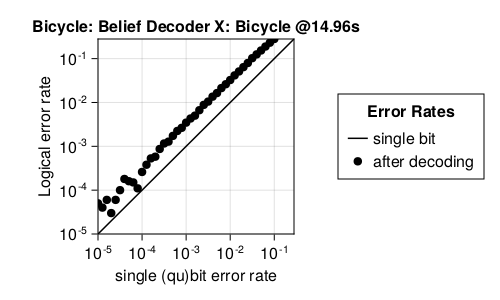 Bicycle: Belief Decoder X: Bicycle @14.96s
Logical error rate
10⁻¹
10⁻²
10⁻³
10⁻⁴
10⁻⁵
10⁻⁵ 10⁻⁴ 10⁻³ 10⁻² 10⁻¹
single (qu)bit error rate
Error Rates
single bit
after decoding